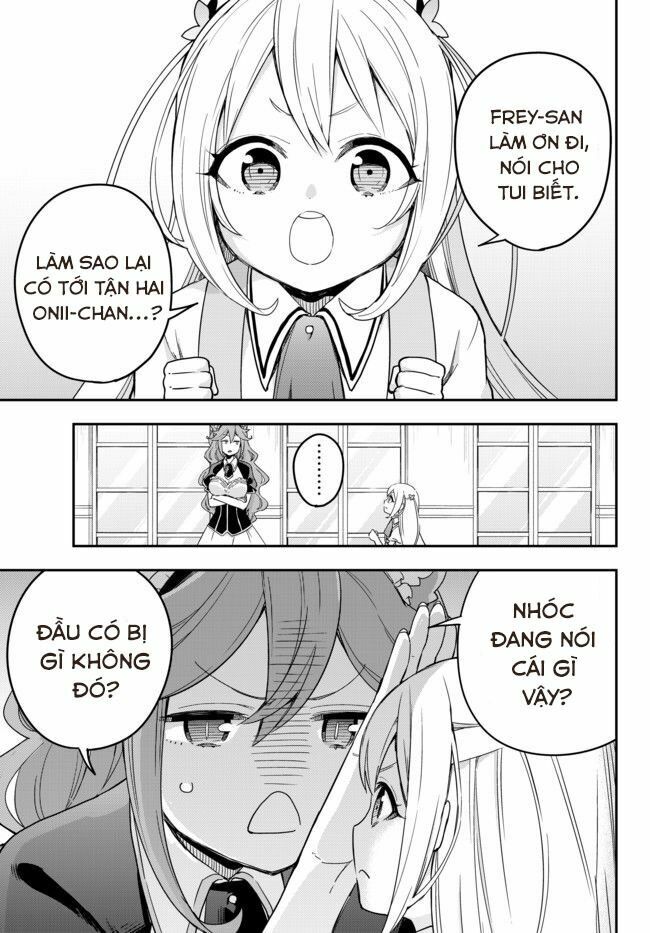 FREY-SAN
LÀM ƠN ĐI,
NÓI CHO
TUI BIẾT.
LÀM SAO LẠI
CÓ TỚI TẬN HAI
ONII-CHAN...?
........
NHÓC
ĐANG NÓI
CÁI GÌ
VẬY?
ĐẦU CÓ BỊ
GÌ KHÔNG
ĐÓ?